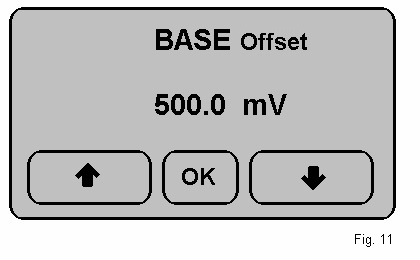 BASE Offset
500.0 mV
OK
Fig. 11